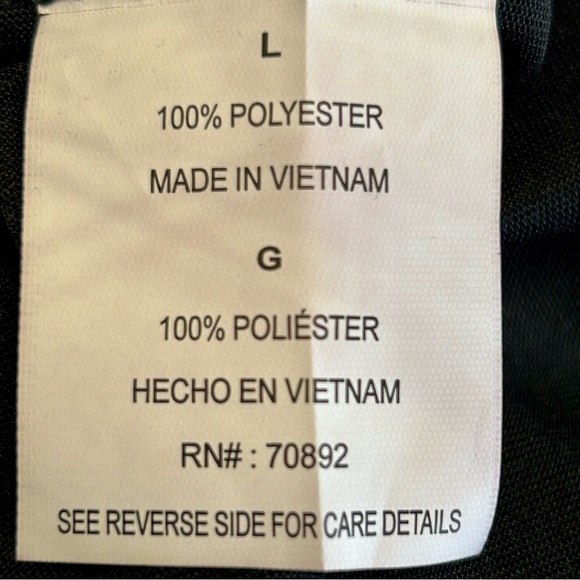 L
100% POLYESTER
MADE IN VIETNAM
G
100% POLIÉSTER
HECHO EN VIETNAM
RN# : 70892
SEE REVERSE SIDE FOR CARE DETAILS